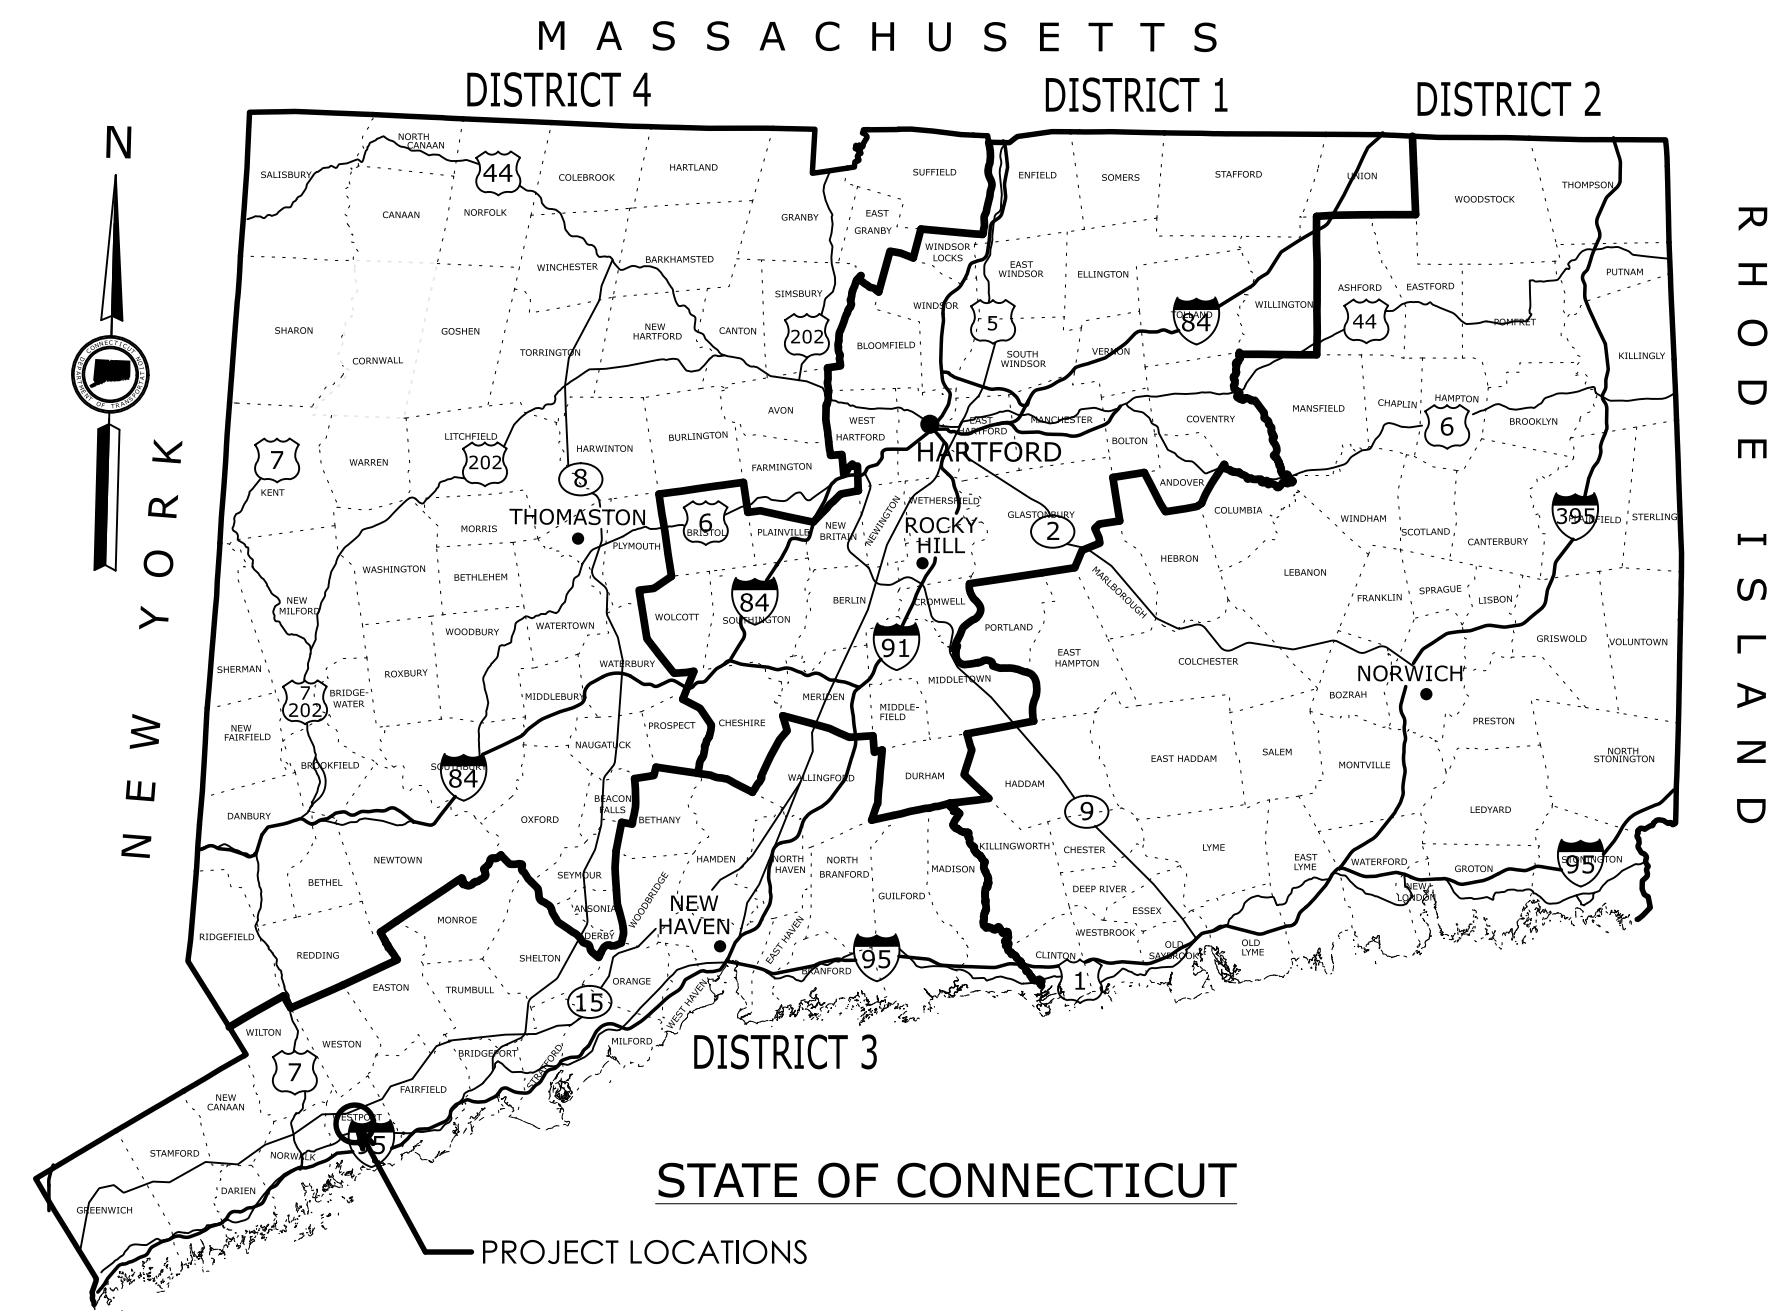 MASSACHUSETTS
DISTRICT 4
DISTRICT 1
DISTRICT 2
N
NEW YORK
RHODE ISLAND
CONNECTICUT
DEPARTMENT OF TRANSPORTATION
NORTH
CANAAN
SALISBURY
44
COLEBROOK
HARTLAND
SUFFIELD
ENFIELD
SOMERS
STAFFORD
UNION
WOODSTOCK
THOMPSON
CANAAN
NORFOLK
GRANBY
EAST
GRANBY
WINDSOR
LOCKS
WINCHESTER
BARKHAMSTED
EAST
WINDSOR
ELLINGTON
PUTNAM
SIMSBURY
WINDSOR
TOLLAND
84
WILLINGTON
ASHFORD
EASTFORD
SHARON
GOSHEN
NEW
HARTFORD
CANTON
202
5
44
POMFRET
CORNWALL
TORRINGTON
BLOOMFIELD
SOUTH
WINDSOR
VERNON
KILLINGLY
AVON
WEST
HARTFORD
EAST
HARTFORD
MANCHESTER
COVENTRY
MANSFIELD
CHAPLIN
HAMPTON
6
BROOKLYN
LITCHFIELD
202
HARWINTON
BURLINGTON
BOLTON
7
KENT
WARREN
8
FARMINGTON
HARTFORD
ANDOVER
MORRIS
THOMASTON
PLYMOUTH
6
BRISTOL
PLAINVILLE
NEW
BRITAIN
NEWINGTON
WETHERSFIELD
ROCKY
HILL
GLASTONBURY
2
COLUMBIA
WINDHAM
SCOTLAND
CANTERBURY
395
PLAINFIELD
STERLING
WASHINGTON
BETHLEHEM
HEBRON
LEBANON
MARLBOROUGH
FRANKLIN
SPRAGUE
LISBON
NEW
MILFORD
WOODBURY
WATERTOWN
WOLCOTT
84
SOUTHINGTON
BERLIN
CROMWELL
PORTLAND
91
GRISWOLD
VOLUNTOWN
SHERMAN
ROXBURY
WATERBURY
EAST
HAMPTON
COLCHESTER
NORWICH
BOZRAH
7
202
BRIDGE-
WATER
MIDDLEBURY
MERIDEN
MIDDLETOWN
MIDDLE-
FIELD
PRESTON
NEW
FAIRFIELD
PROSPECT
CHESHIRE
NAUGATUCK
BROOKFIELD
SOUTHBURY
84
WALLINGFORD
DURHAM
HADDAM
EAST HADDAM
SALEM
MONTVILLE
NORTH
STONINGTON
DANBURY
OXFORD
BEACON
FALLS
BETHANY
9
LEDYARD
NEWTOWN
BETHEL
SEYMOUR
HAMDEN
NORTH
HAVEN
NORTH
BRANFORD
MADISON
KILLINGWORTH
CHESTER
LYME
EAST
LYME
WATERFORD
GROTON
STONINGTON
95
NEW
LONDON
MONROE
ANSONIA
DERBY
WOODBRIDGE
NEW
HAVEN
GUILFORD
DEEP RIVER
ESSEX
WESTBROOK
RIDGEFIELD
REDDING
SHELTON
EAST HAVEN
95
BRANFORD
CLINTON
OLD
SAYBROOK
OLD
LYME
1
EASTON
TRUMBULL
ORANGE
15
WEST HAVEN
WILTON
WESTON
BRIDGEPORT
STRATFORD
MILFORD
DISTRICT 3
7
FAIRFIELD
NEW
CANAAN
WESTPORT
95
STAMFORD
NORWALK
DARIEN
GREENWICH
STATE OF CONNECTICUT
PROJECT LOCATIONS